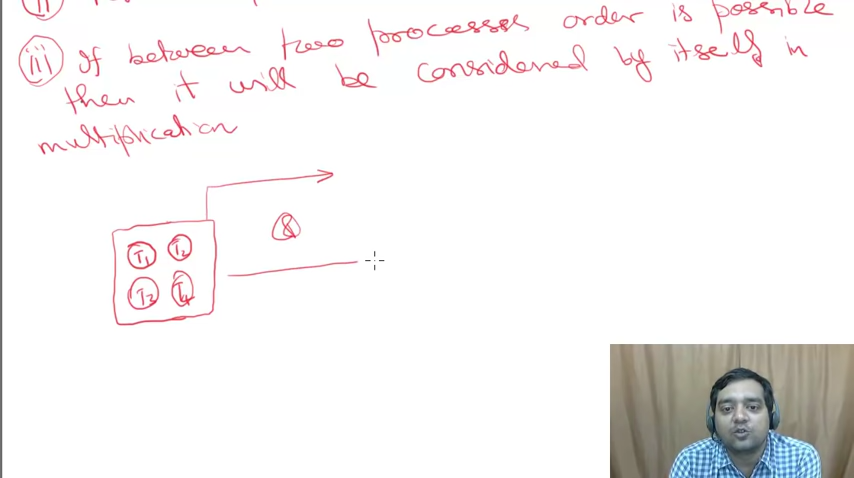 ii
iii If between two processes order is possible
then it will be considered by itself in
multiplication
T1 T2
&
T3 T4